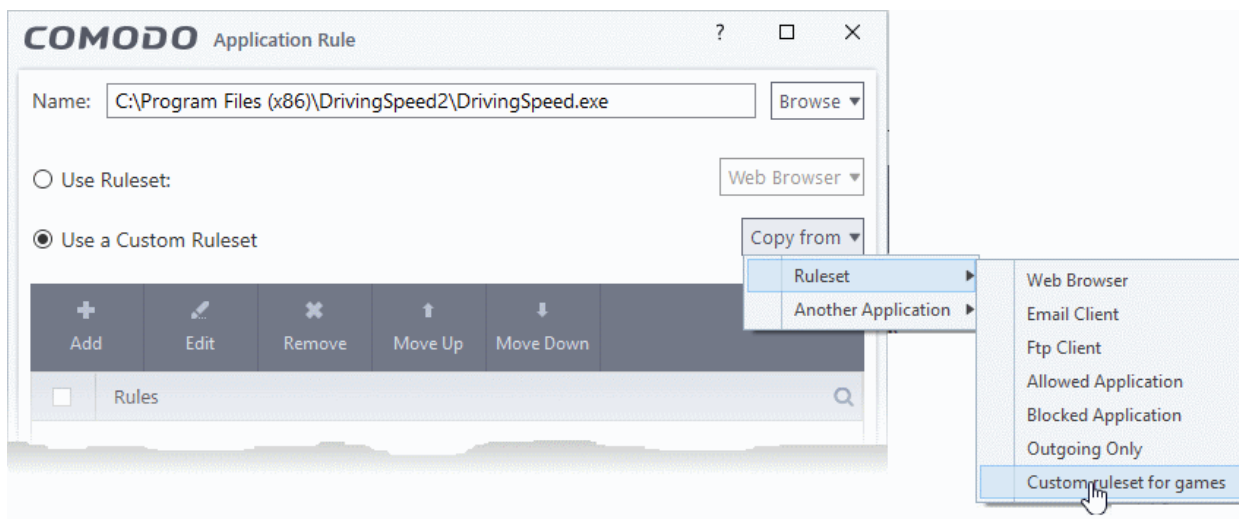 COMODO Application Rule ?
Name: C:\Program Files (x86)\DrivingSpeed2\DrivingSpeed.exe Browse
Use Ruleset: Web Browser
Use a Custom Ruleset Copy from
Ruleset
Another Application
Web Browser
Email Client
Ftp Client
Allowed Application
Blocked Application
Outgoing Only
Custom ruleset for games
Add Edit Remove Move Up Move Down
Rules